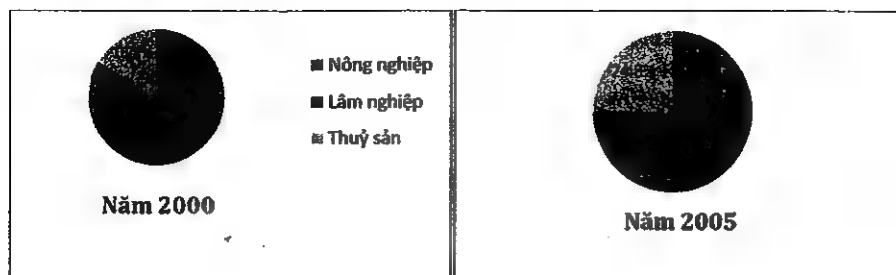 Nông nghiệp
Lâm nghiệp
Thuỷ sản
Năm 2000
Năm 2005